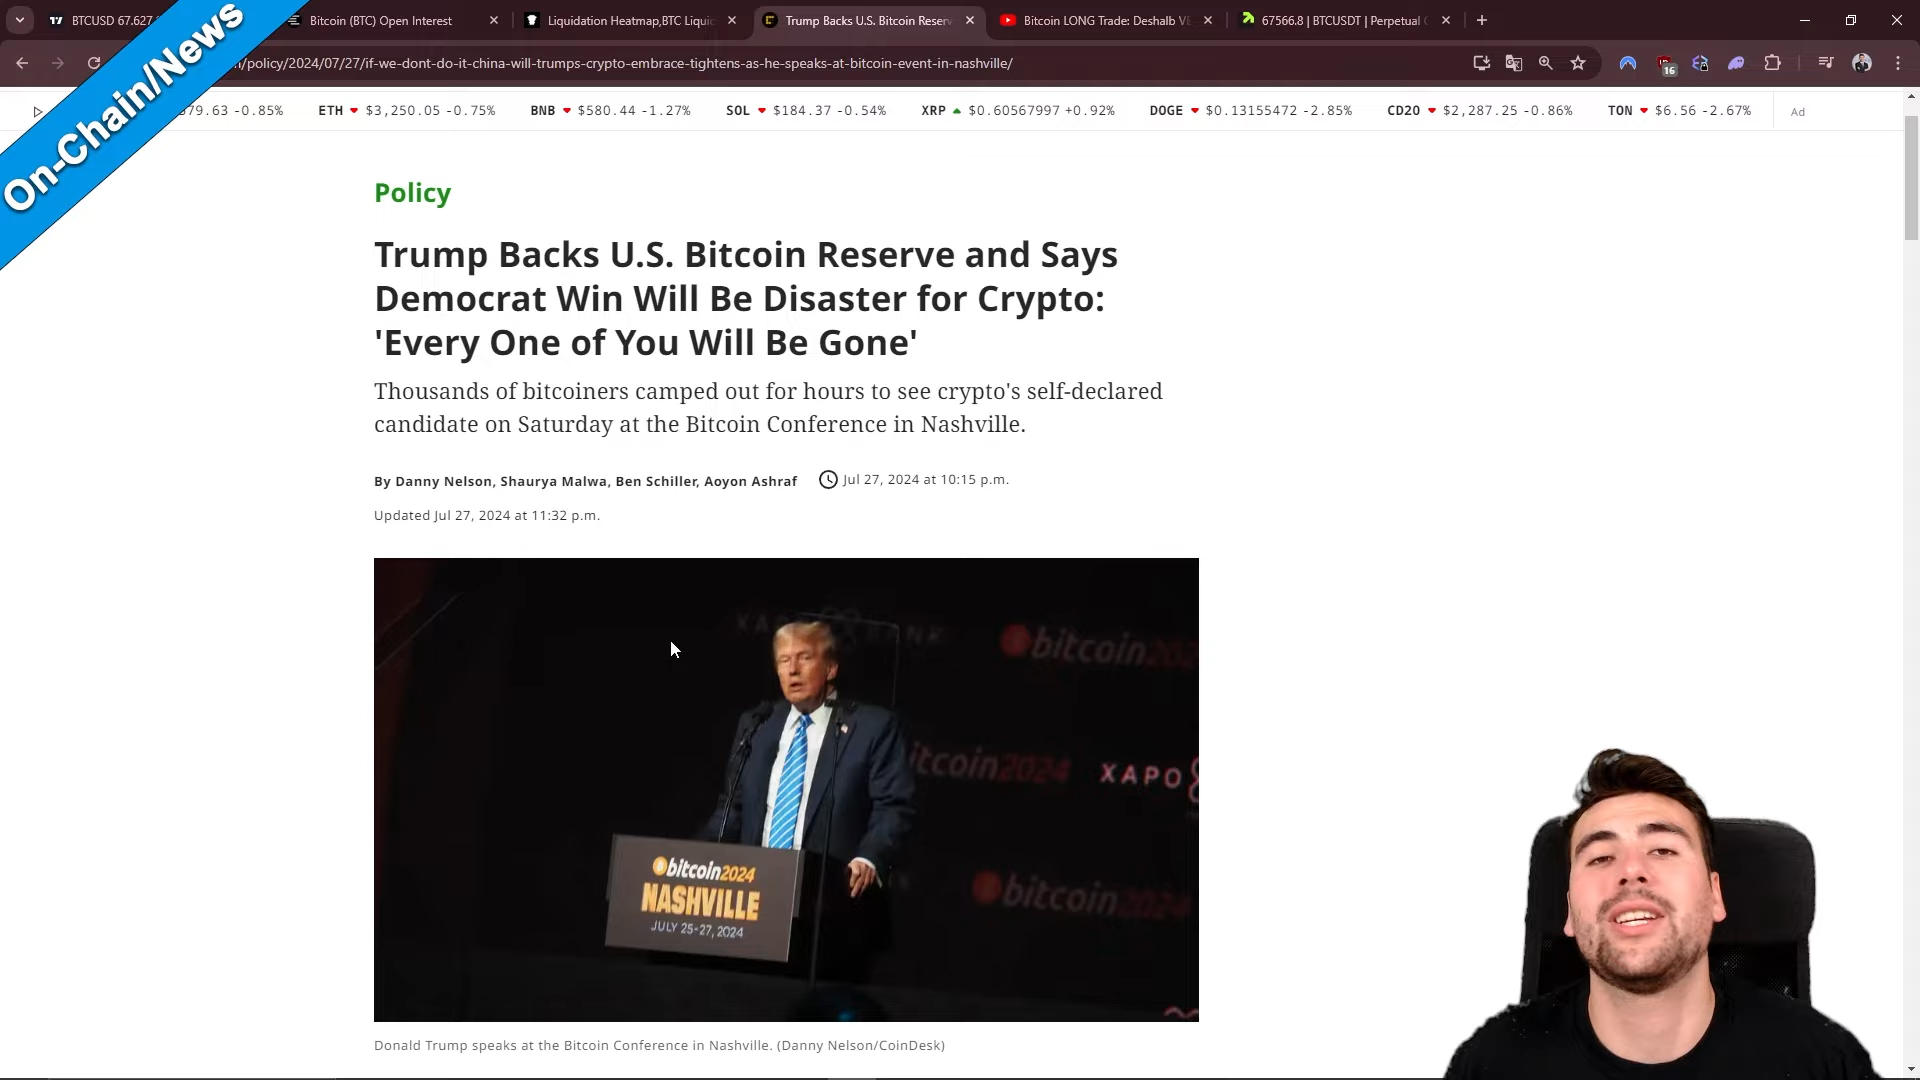 BTCUSD 67.627
Bitcoin (BTC) Open Interest
Liquidation Heatmap,BTC Liquid
Trump Backs U.S. Bitcoin Reserv
Bitcoin LONG Trade: Deshalb
67566.8 | BTCUSDT | Perpetual
/policy/2024/07/27/if-we-dont-do-it-china-will-trumps-crypto-embrace-tightens-as-he-speaks-at-bitcoin-event-in-nashville/
16
On-Chain/News
79.63 -0.85%
ETH $3,250.05 -0.75%
BNB $580.44 -1.27%
SOL $184.37 -0.54%
XRP $0.60567997 +0.92%
DOGE $0.13155472 -2.85%
CD20 $2,287.25 -0.86%
TON $6.56 -2.67%
Ad
Policy
Trump Backs U.S. Bitcoin Reserve and Says
Democrat Win Will Be Disaster for Crypto:
'Every One of You Will Be Gone'
Thousands of bitcoiners camped out for hours to see crypto's self-declared
candidate on Saturday at the Bitcoin Conference in Nashville.
By Danny Nelson, Shaurya Malwa, Ben Schiller, Aoyon Ashraf
Jul 27, 2024 at 10:15 p.m.
Updated Jul 27, 2024 at 11:32 p.m.
XAPO BANK
bitcoin202
bitcoin2024
XAPO
bitcoin2024
bitcoin2024
NASHVILLE
JULY 25-27, 2024
Donald Trump speaks at the Bitcoin Conference in Nashville. (Danny Nelson/CoinDesk)